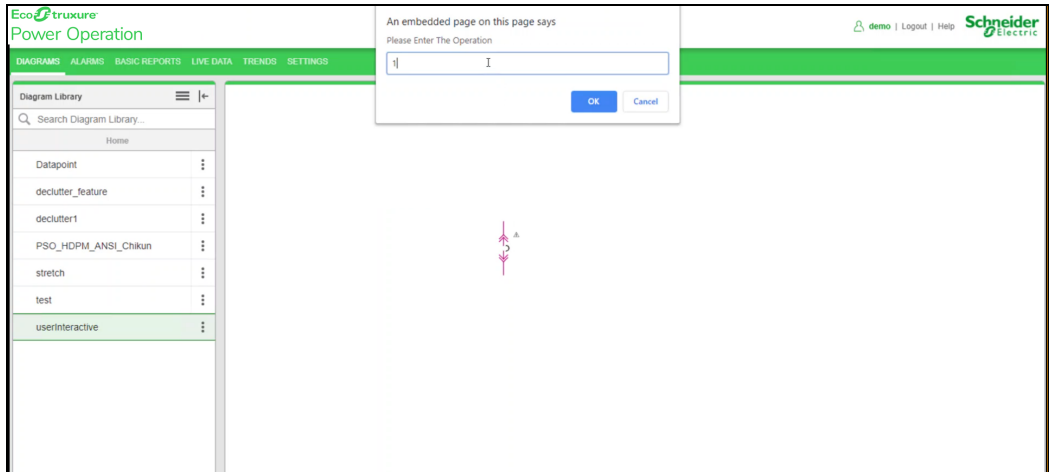 EcoStruxure
Power Operation
An embedded page on this page says
Please Enter The Operation
1
OK Cancel
demo | Logout | Help
Schneider
Electric
DIAGRAMS ALARMS BASIC REPORTS LIVE DATA TRENDS SETTINGS
Diagram Library
Search Diagram Library...
Home
Datapoint
declutter_feature
declutter1
PSO_HDPM_ANSI_Chikun
stretch
test
userInteractive